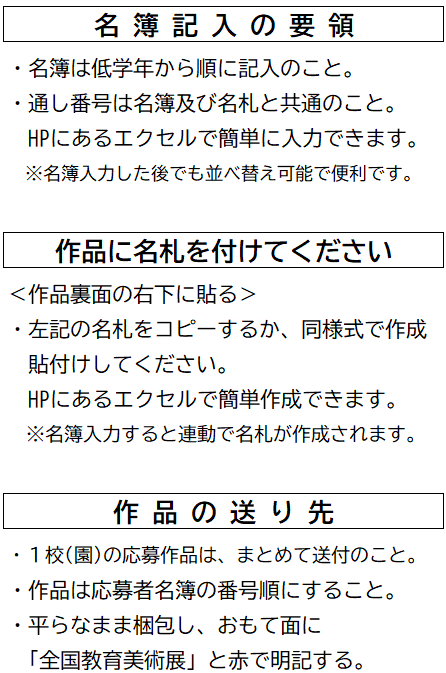 名簿記入の要領
・名簿は低学年から順に記入のこと。
・通し番号は名簿及び名札と共通のこと。
HPにあるエクセルで簡単に入力できます。
※名簿入力した後でも並べ替え可能で便利です。
作品に名札を付けてください
＜作品裏面の右下に貼る＞
・左記の名札をコピーするか、同様式で作成
貼付けしてください。
HPにあるエクセルで簡単作成できます。
※名簿入力すると連動で名札が作成されます。
作品の送り先
・１校(園)の応募作品は、まとめて送付のこと。
・作品は応募者名簿の番号順にすること。
・平らなまま梱包し、おもて面に
「全国教育美術展」と赤で明記する。